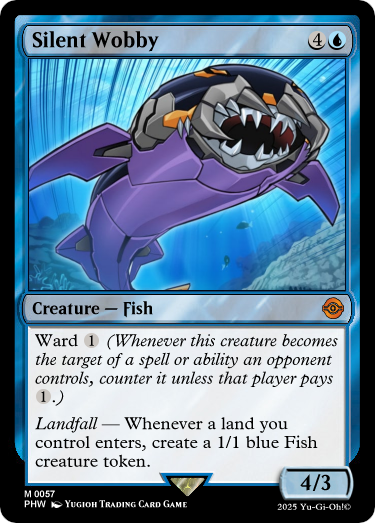 Silent Wobby 4
Creature — Fish
Ward 1 (Whenever this creature becomes
the target of a spell or ability an opponent
controls, counter it unless that player pays
1.)
Landfall — Whenever a land you
control enters, create a 1/1 blue Fish
creature token.
4/3
M 0057
PHW Yugioh Trading Card Game
2025 Yu-Gi-Oh!©